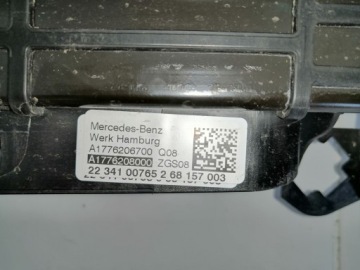 Mercedes-Benz
Werk Hamburg
A1776206700 Q08
A1776208000 ZGS08
22 341 00765 2 68 157 003